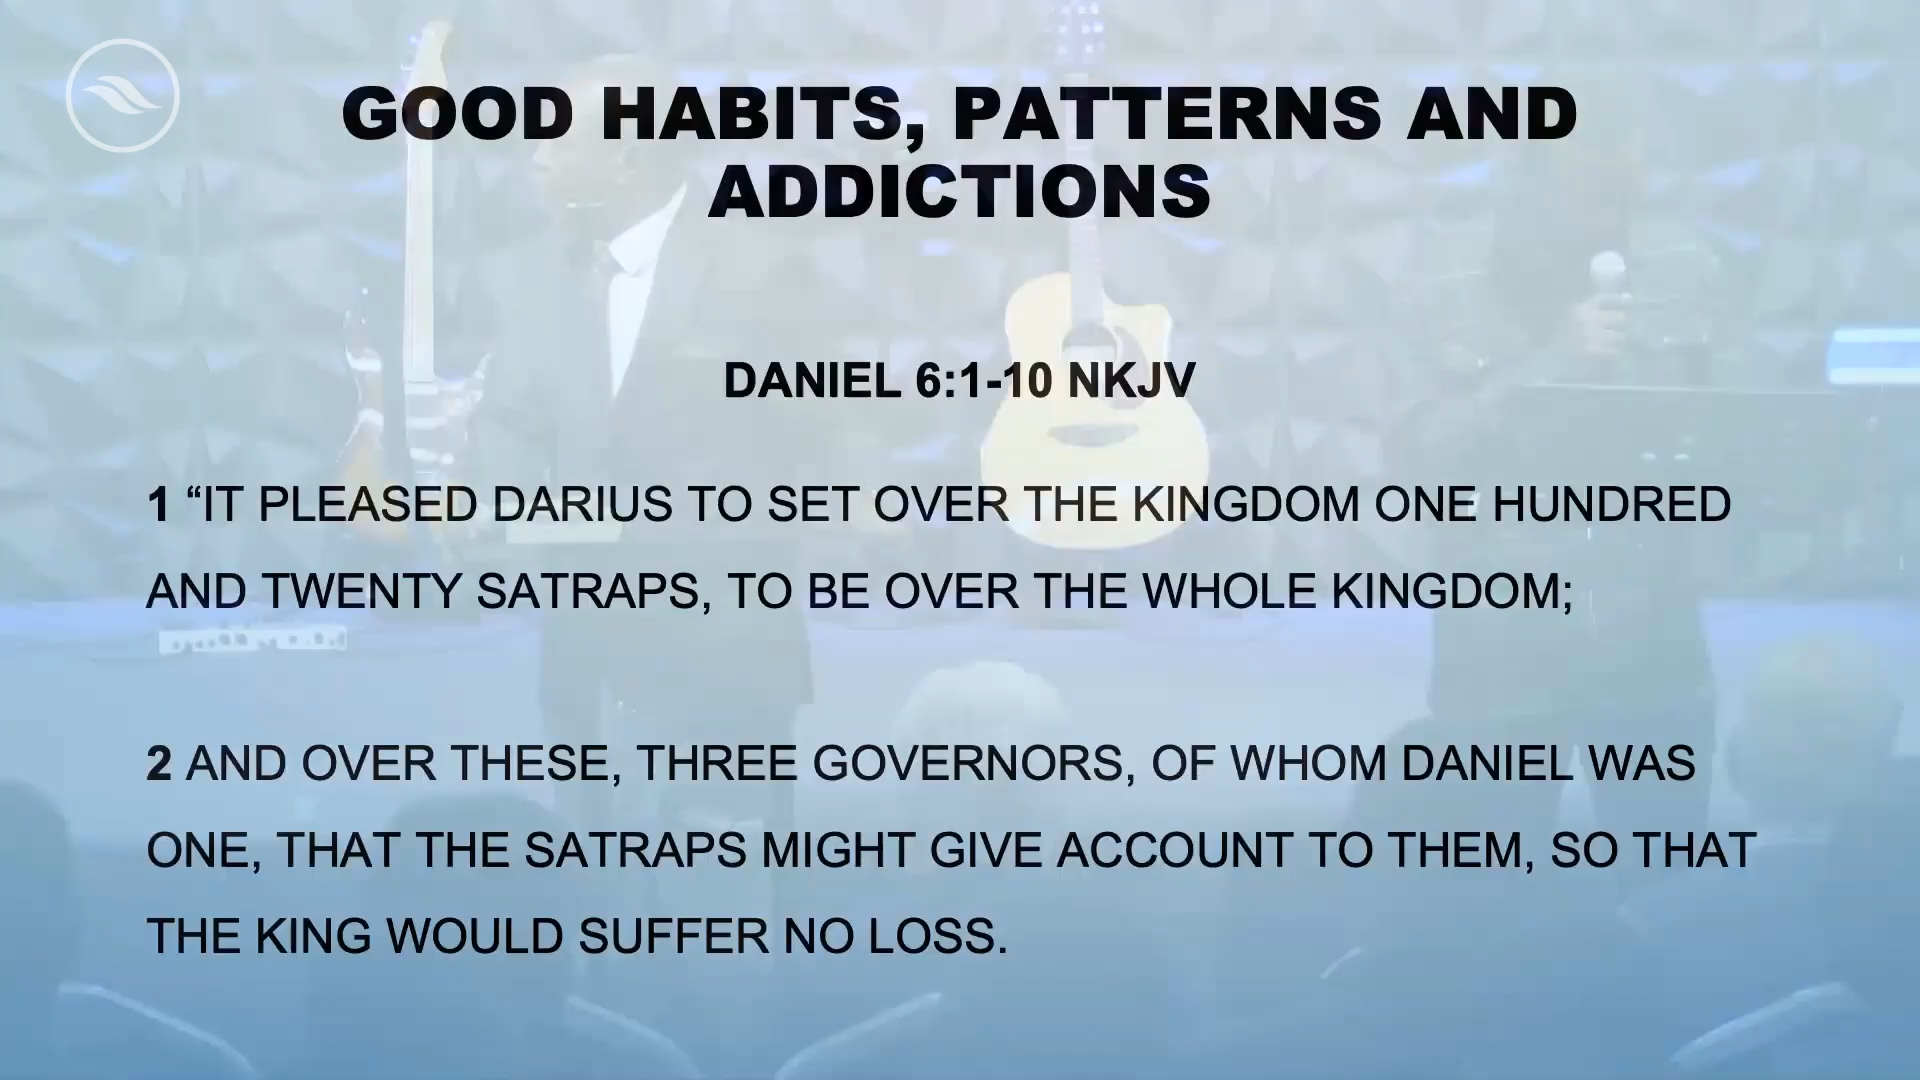 GOOD HABITS, PATTERNS AND
ADDICTIONS
DANIEL 6:1-10 NKJV
1 “IT PLEASED DARIUS TO SET OVER THE KINGDOM ONE HUNDRED
AND TWENTY SATRAPS, TO BE OVER THE WHOLE KINGDOM;
2 AND OVER THESE, THREE GOVERNORS, OF WHOM DANIEL WAS
ONE, THAT THE SATRAPS MIGHT GIVE ACCOUNT TO THEM, SO THAT
THE KING WOULD SUFFER NO LOSS.